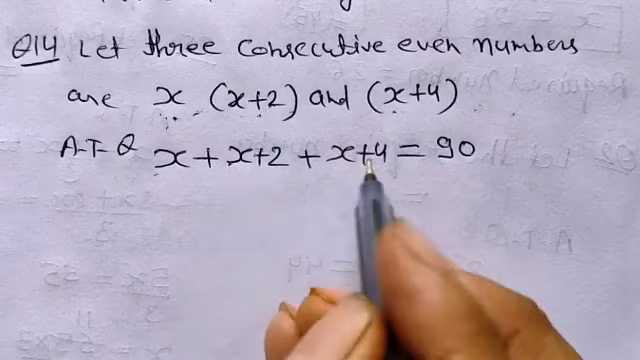 Q14 Let three consecutive even numbers
are x (x+2) and (x+4)
A-T-Q x + x+2 + x+4 = 90